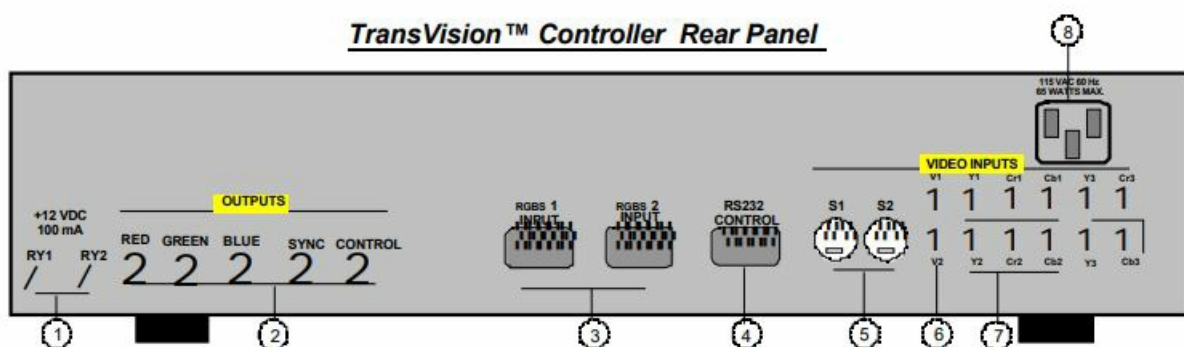 TransVision™ Controller Rear Panel
8
115 VAC 60 Hz
65 WATTS MAX.
VIDEO INPUTS
V1 Y1 Cr1 Cb1 Y3 Cr3
1 1 1 1 1 1
OUTPUTS
+12 VDC
100 mA
RGBS 1
INPUT
RGBS 2
INPUT
RS232
CONTROL
S1 S2
RED GREEN BLUE SYNC CONTROL
RY1 RY2
/ / 2 2 2 2 2
1 1 1 1 1 1
V2 Y2 Cr2 Cb2 Y3 Cb3
1 2 3 4 5 6 7